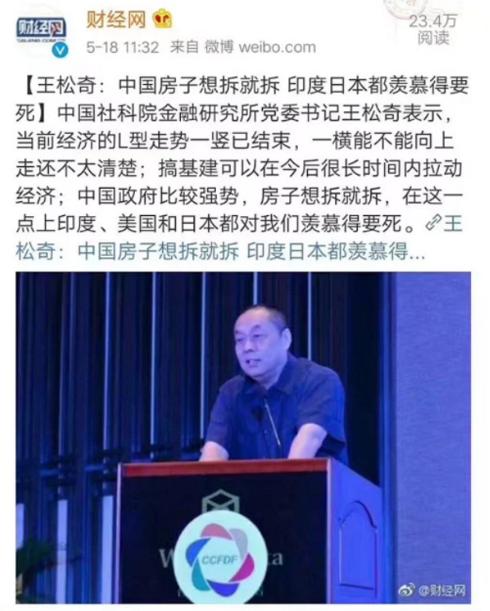 财经网
财经网
5-18 11:32 来自 微博 weibo.com
23.4万
阅读
【王松奇：中国房子想拆就拆 印度日本都羡慕得要
死】中国社科院金融研究所党委书记王松奇表示，
当前经济的L型走势一竖已结束，一横能不能向上
走还不太清楚；搞基建可以在今后很长时间内拉动
经济；中国政府比较强势，房子想拆就拆，在这一
点上印度、美国和日本都对我们羡慕得要死。王
松奇：中国房子想拆就拆 印度日本都羡慕得...
CCFDF
@财经网